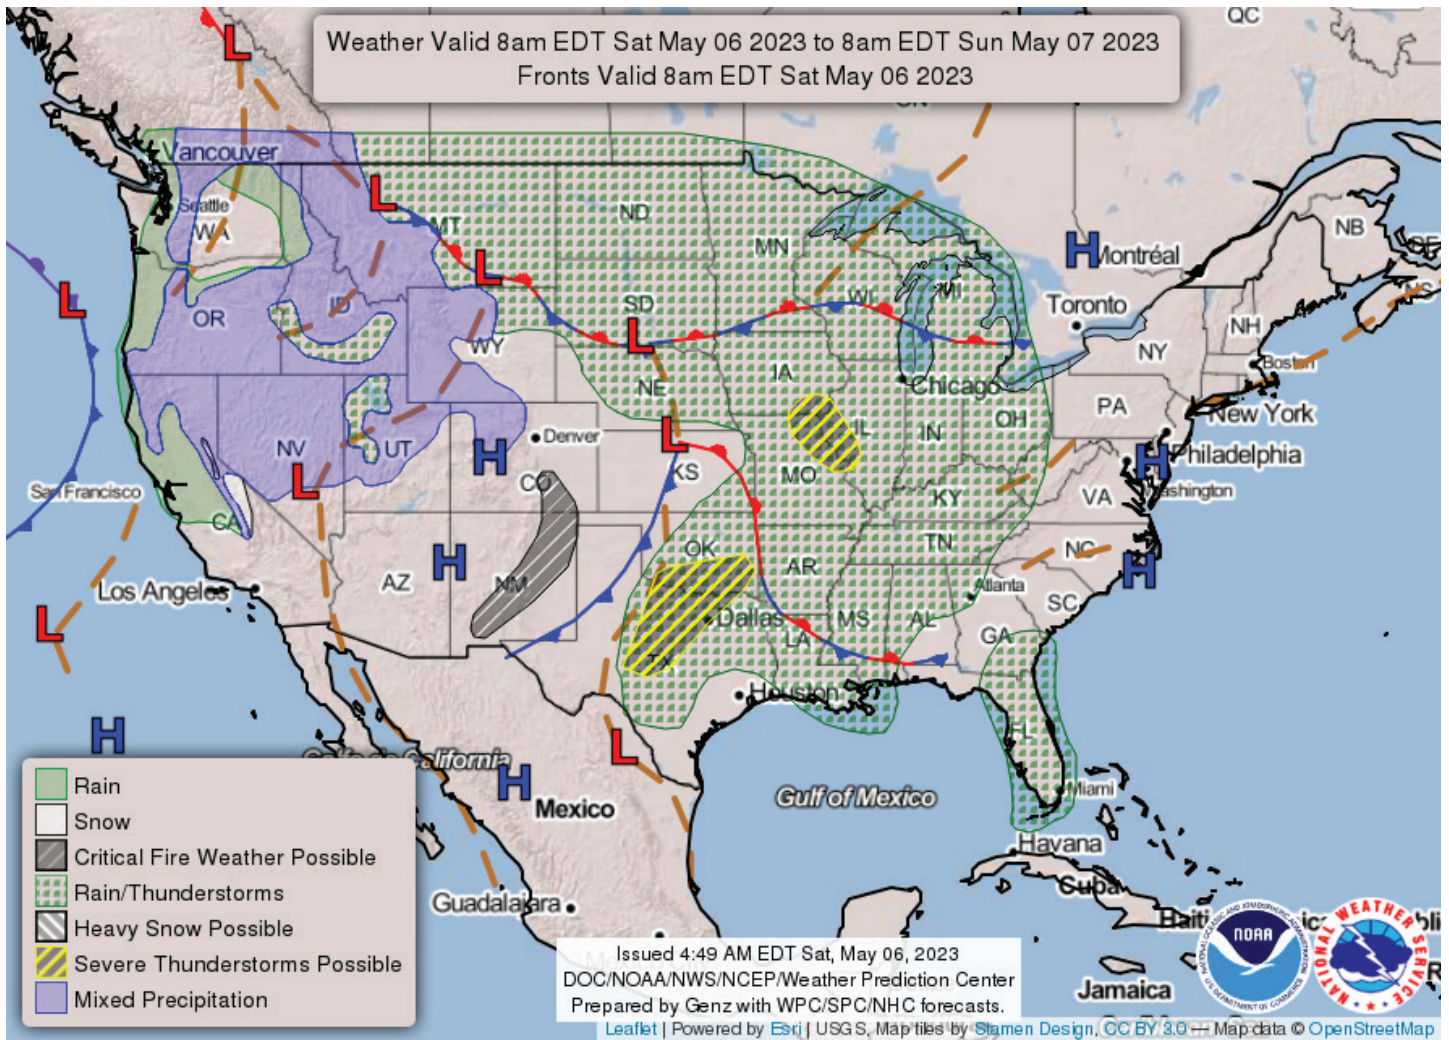 Weather Valid 8am EDT Sat May 06 2023 to 8am EDT Sun May 07 2023
Fronts Valid 8am EDT Sat May 06 2023
QC
L
Vancouver
L
Seattle
WA
MT
ND
MN
NB
H
Montréal
L
L
OR
ID
SD
WI
MI
Toronto
NS
NH
WY
L
NY
Boston
NE
IA
Chicago
PA
New York
OH
IN
IL
NV
UT
H
Denver
L
KS
H
Philadelphia
Washington
San Francisco
L
CO
MO
KY
VA
CA
OK
TN
NC
H
AZ
NM
AR
H
Los Angeles
Atlanta
SC
L
Dallas
MS
AL
GA
LA
TX
Houston
FL
H
L
Golfo de California
H
Mexico
Gulf of Mexico
Miami
Havana
Cuba
Guadalajara
Jamaica
Rain
Snow
Critical Fire Weather Possible
Rain/Thunderstorms
Heavy Snow Possible
Severe Thunderstorms Possible
Mixed Precipitation
Issued 4:49 AM EDT Sat, May 06, 2023
DOC/NOAA/NWS/NCEP/Weather Prediction Center
Prepared by Genz with WPC/SPC/NHC forecasts.
NOAA
NATIONAL WEATHER SERVICE
Leaflet | Powered by Esri | USGS, Map tiles by Stamen Design, CC BY 3.0 — Map data © OpenStreetMap